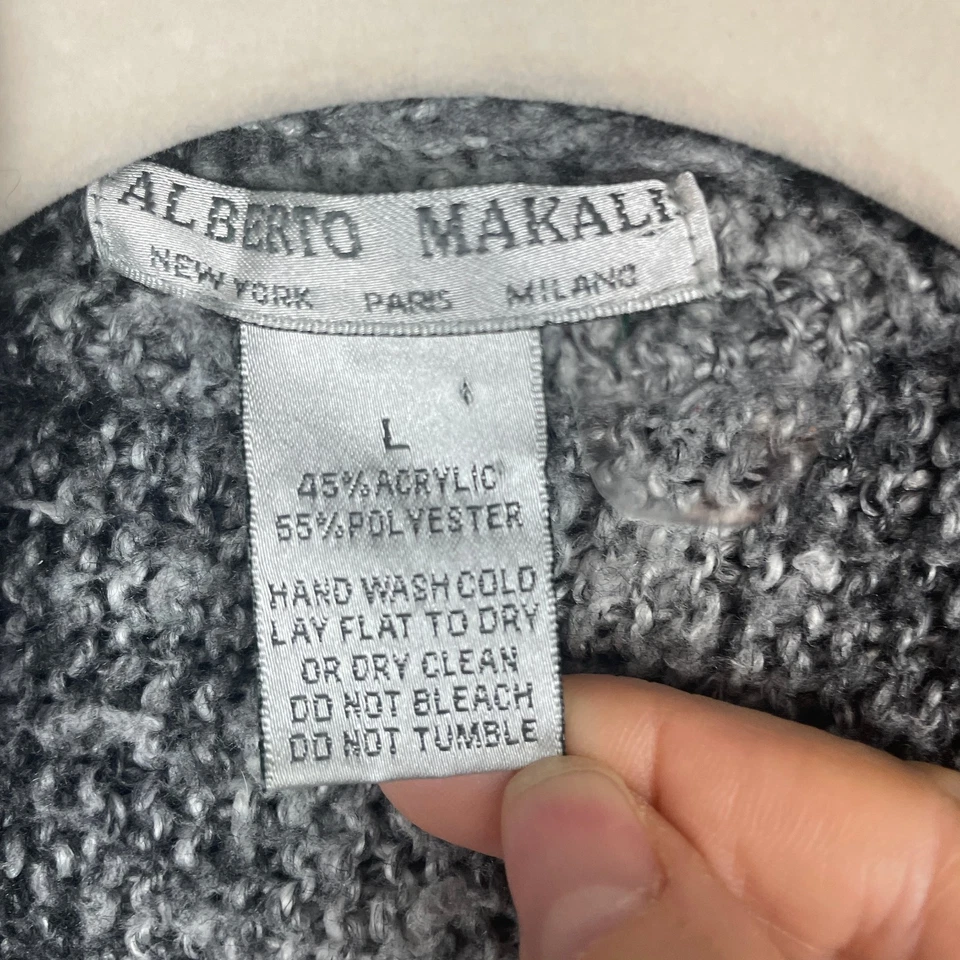 ALBERTO MAKALI
NEW YORK PARIS MILANO
L
45% ACRYLIC
55% POLYESTER
HAND WASH COLD
LAY FLAT TO DRY
OR DRY CLEAN
DO NOT BLEACH
DO NOT TUMBLE